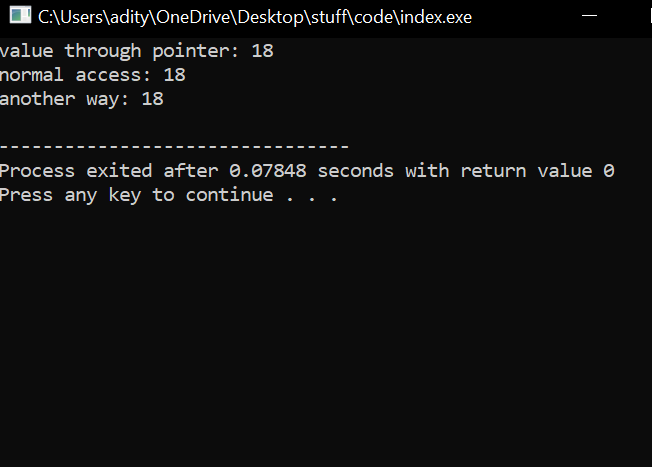 C:\Users\adity\OneDrive\Desktop\stuff\code\index.exe
value through pointer: 18
normal access: 18
another way: 18
--------------------------------
Process exited after 0.07848 seconds with return value 0
Press any key to continue . . .